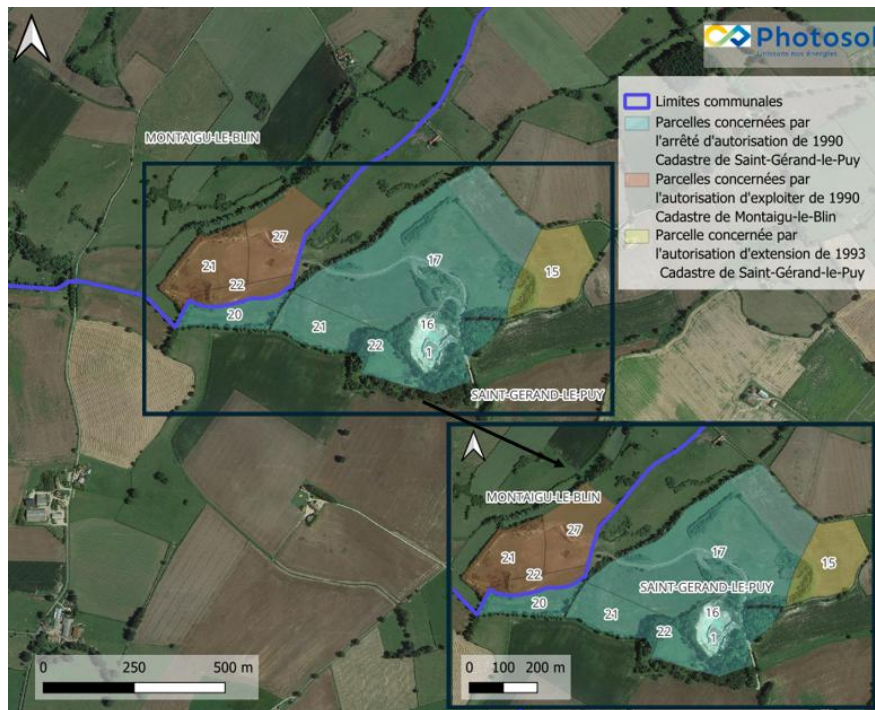 Photosol
Unissons nos énergies
Limites communales
Parcelles concernées par
l'arrêté d'autorisation de 1990
Cadastre de Saint-Gérand-le-Puy
Parcelles concernées par
l'autorisation d'exploiter de 1990
Cadastre de Montaigu-le-Blin
Parcelle concernée par
l'autorisation d'extension de 1993
Cadastre de Saint-Gérand-le-Puy
MONTAIGU-LE-BLIN
27
21
22
17
15
20
21
16
22
1
SAINT-GERAND-LE-PUY
MONTAIGU-LE-BLIN
27
21
22
17
15
SAINT-GERAND-LE-PUY
20
21
16
22
1
0 250 500 m
0 100 200 m